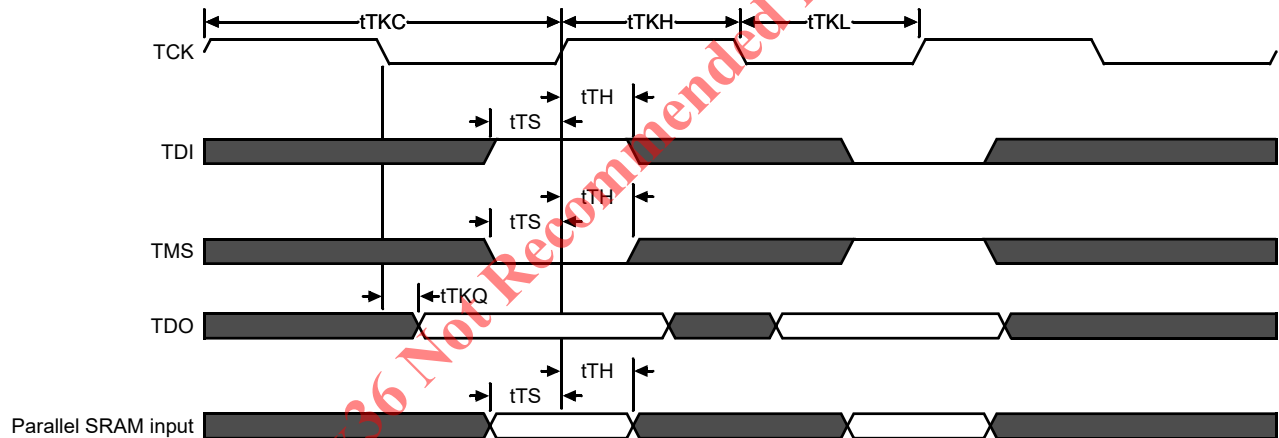 tTKC tTKH tTKL
TCK
tTH
tTS
TDI
tTH
tTS
TMS
tTKQ
TDO
tTH
tTS
Parallel SRAM input
Not Recommended